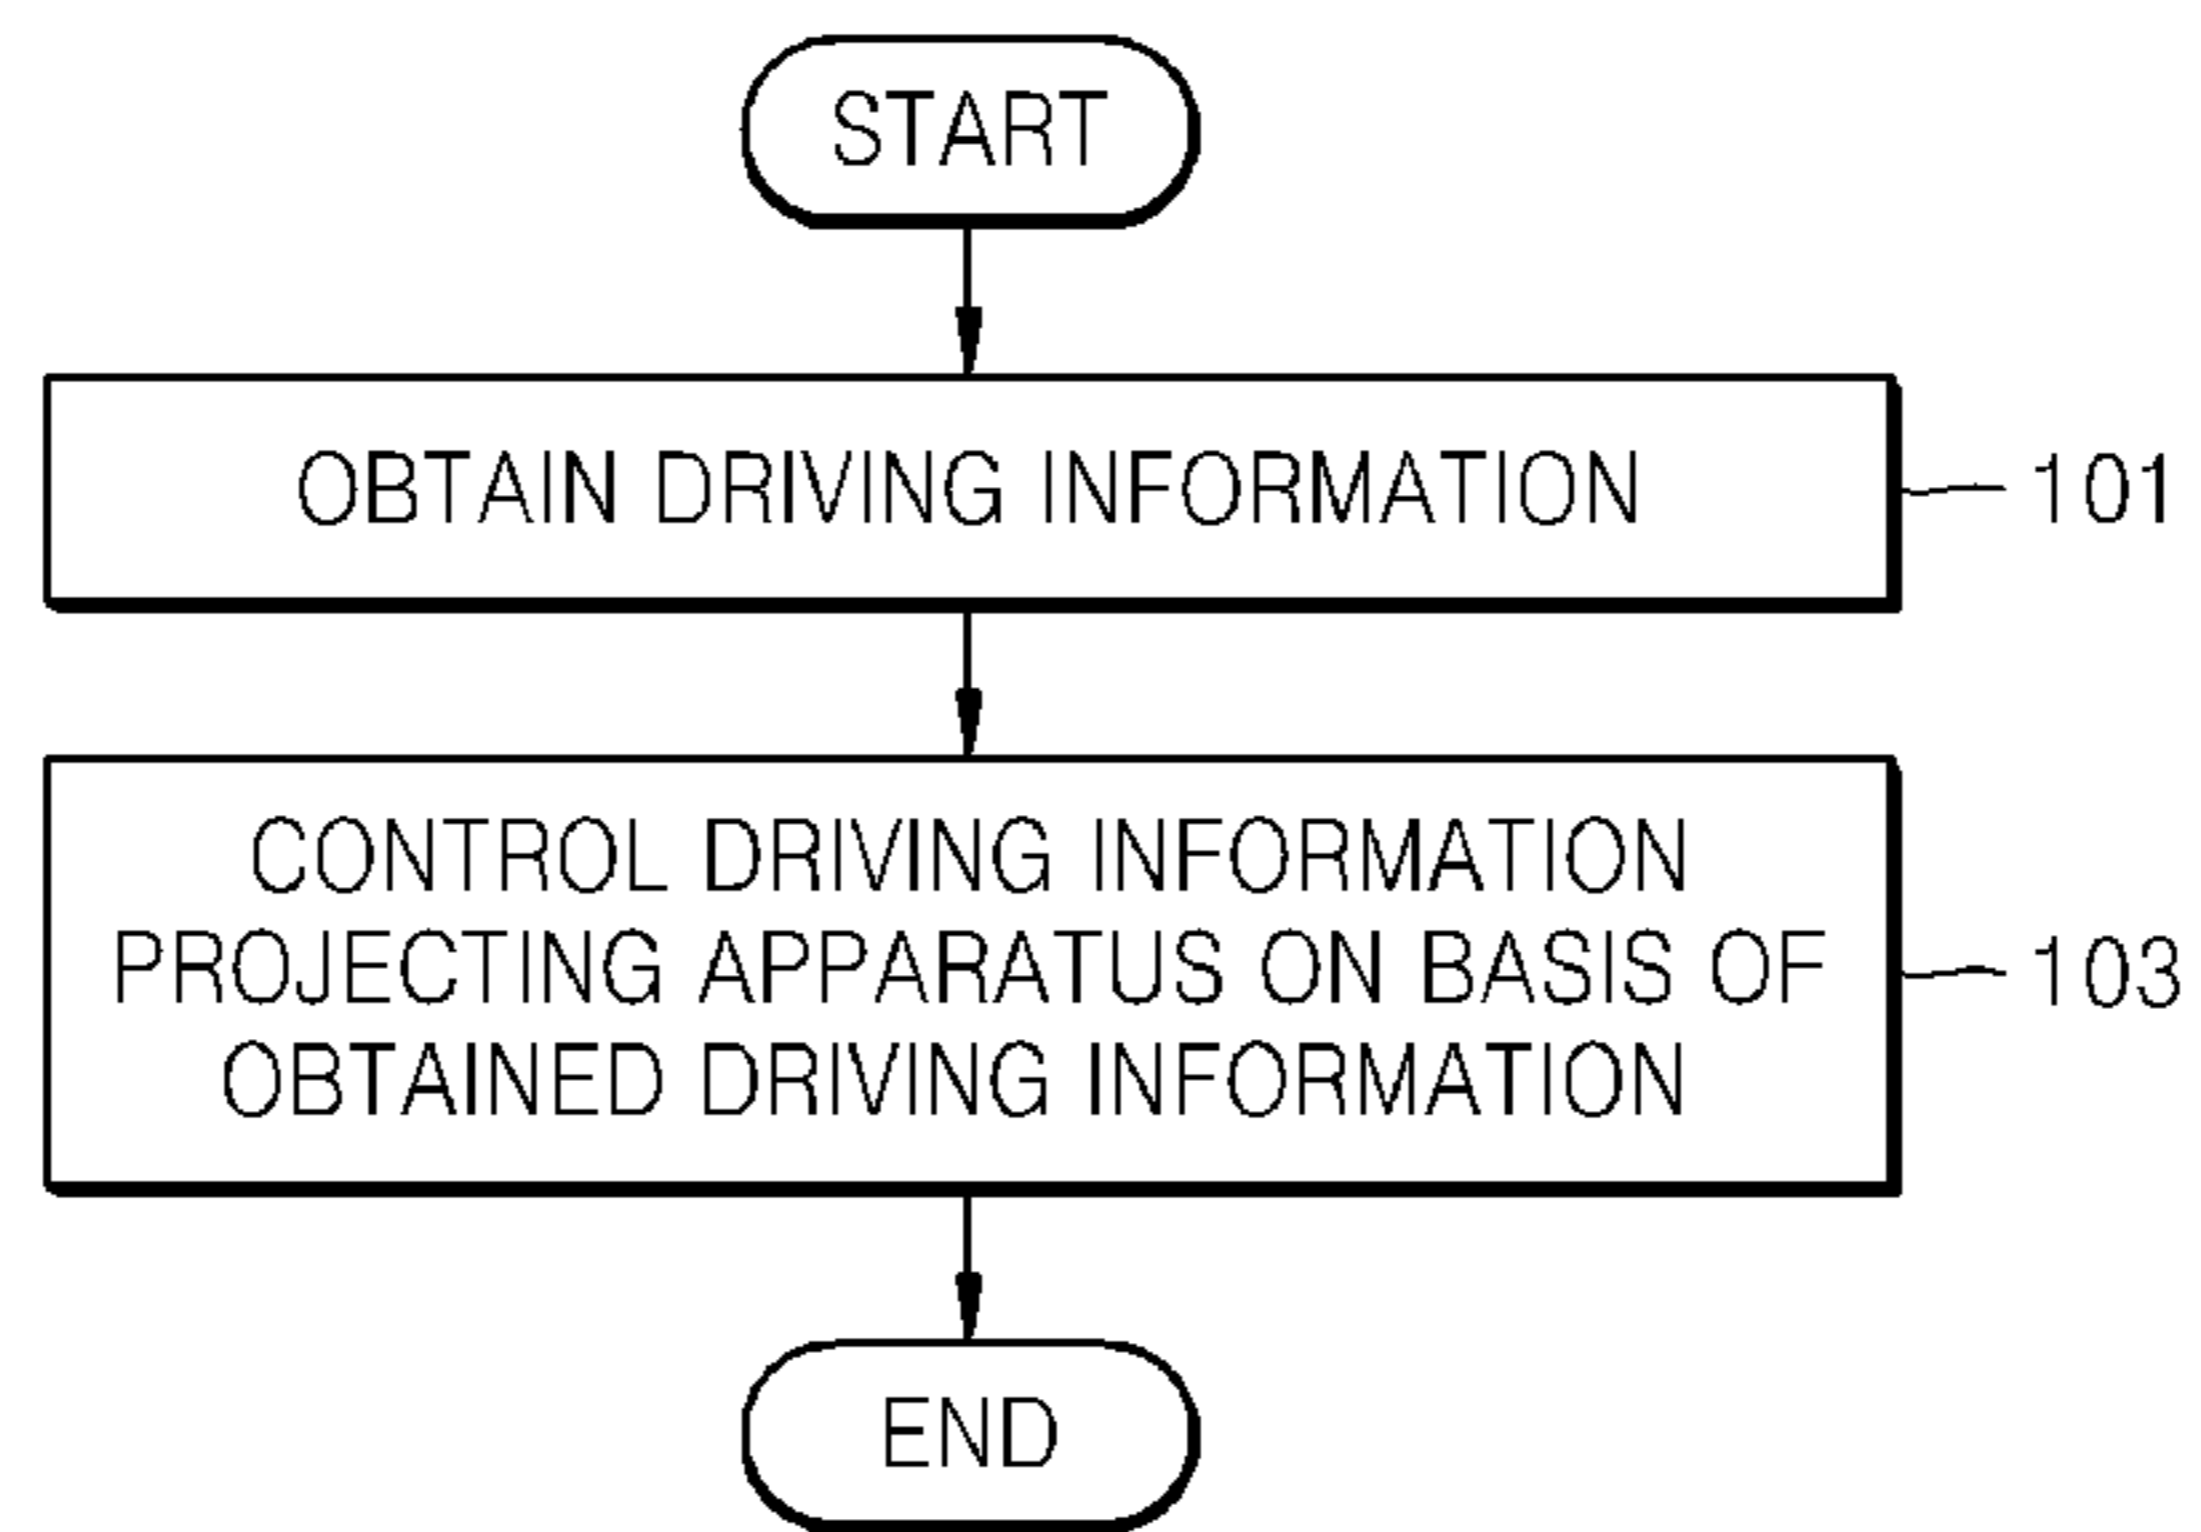 START
OBTAIN DRIVING INFORMATION
101
CONTROL DRIVING INFORMATION
PROJECTING APPARATUS ON BASIS OF
OBTAINED DRIVING INFORMATION
103
END